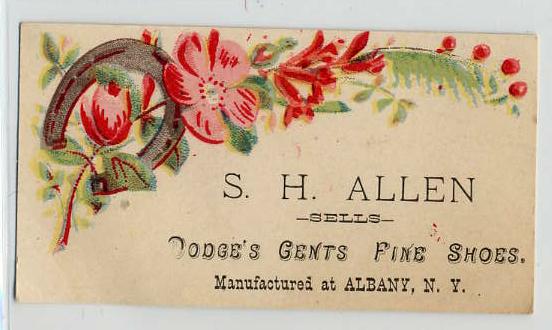 S. H. ALLEN
SELLS
DODGE'S GENTS FINE SHOES.
Manufactured at ALBANY, N. Y.